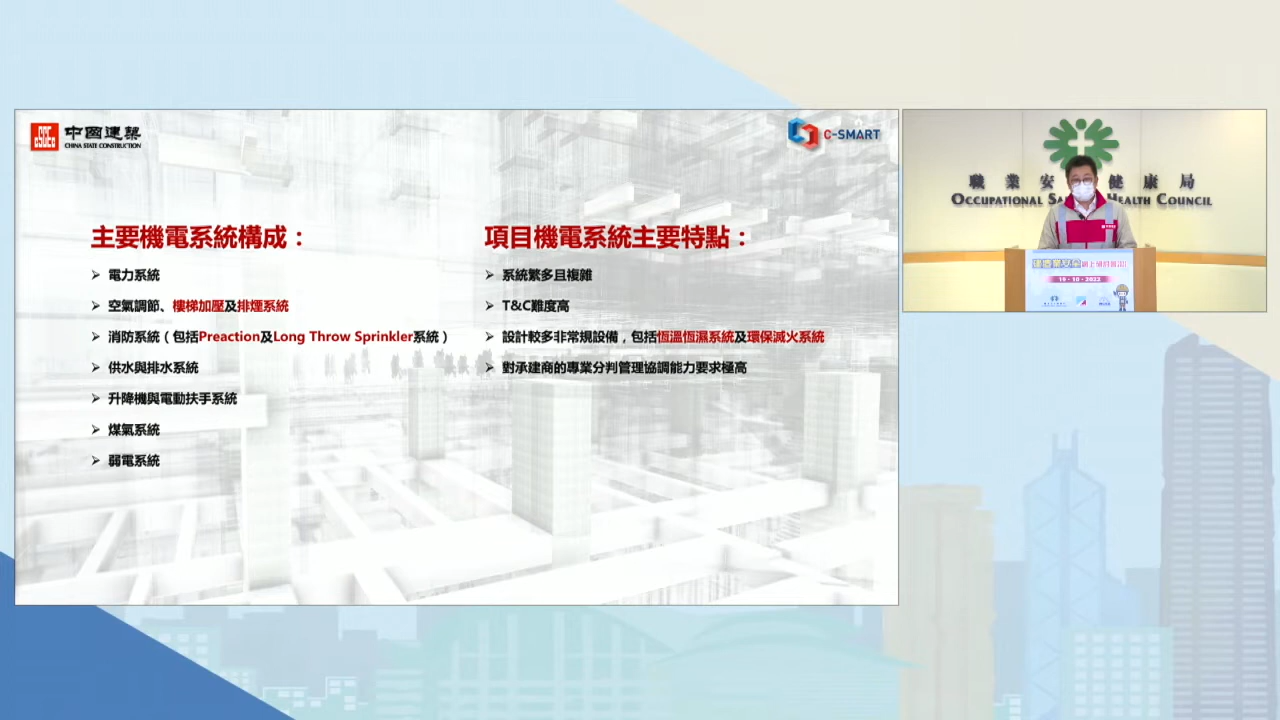 中國建築
CHINA STATE CONSTRUCTION
C-SMART
主要機電系統構成：
➢ 電力系統
➢ 空氣調節、樓梯加壓及排煙系統
➢ 消防系統（包括Preaction及Long Throw Sprinkler系統）
➢ 供水與排水系統
➢ 升降機與電動扶手系統
➢ 煤氣系統
➢ 弱電系統
項目機電系統主要特點：
➢ 系統繁多且複雜
➢ T&C難度高
➢ 設計較多非常規設備，包括恆溫恆濕系統及環保滅火系統
➢ 對承建商的專業分判管理協調能力要求極高
職業安 健康局
OCCUPATIONAL SA HEALTH COUNCIL
19 - 10 - 2022